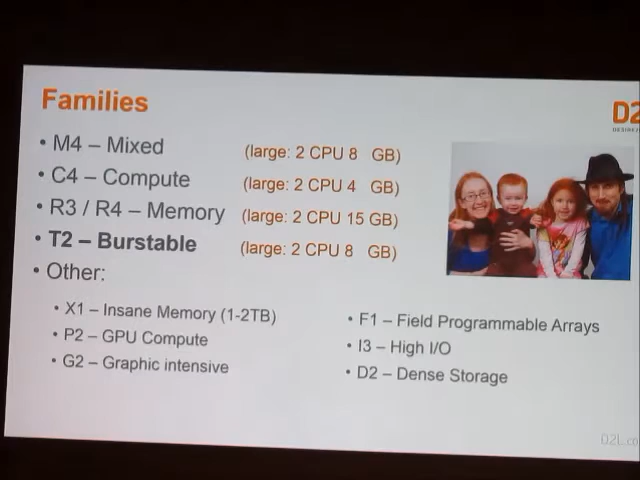 Families
D2
• M4 – Mixed (large: 2 CPU 8 GB)
• C4 – Compute (large: 2 CPU 4 GB)
• R3 / R4 – Memory (large: 2 CPU 15 GB)
• T2 – Burstable (large: 2 CPU 8 GB)
• Other:
• X1 – Insane Memory (1-2TB)
• P2 – GPU Compute
• G2 – Graphic intensive
• F1 – Field Programmable Arrays
• I3 – High I/O
• D2 – Dense Storage
D2L.co